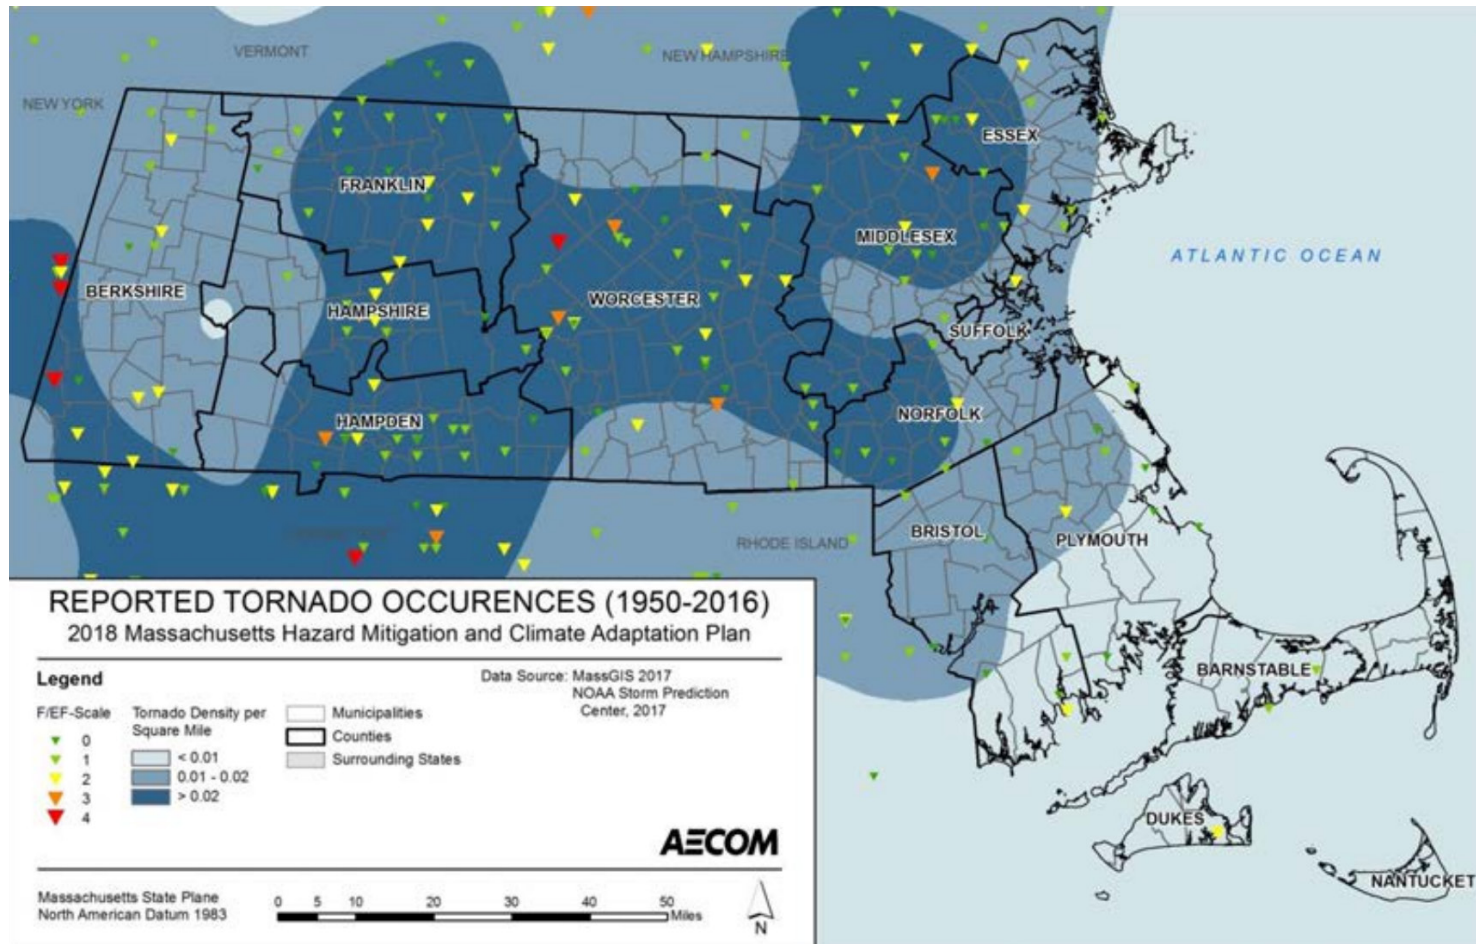 VERMONT
NEW HAMPSHIRE
NEW YORK
ESSEX
FRANKLIN
MIDDLESEX
ATLANTIC OCEAN
BERKSHIRE
HAMPSHIRE
WORCESTER
SUFFOLK
HAMPDEN
NORFOLK
RHODE ISLAND
BRISTOL
PLYMOUTH
BARNSTABLE
DUKES
NANTUCKET
REPORTED TORNADO OCCURENCES (1950-2016)
2018 Massachusetts Hazard Mitigation and Climate Adaptation Plan
Legend
Data Source: MassGIS 2017
NOAA Storm Prediction
Center, 2017
F/EF-Scale
0
1
2
3
4
Tornado Density per
Square Mile
< 0.01
0.01 - 0.02
> 0.02
Municipalities
Counties
Surrounding States
AECOM
Massachusetts State Plane
North American Datum 1983
0 5 10 20 30 40 50 Miles
N